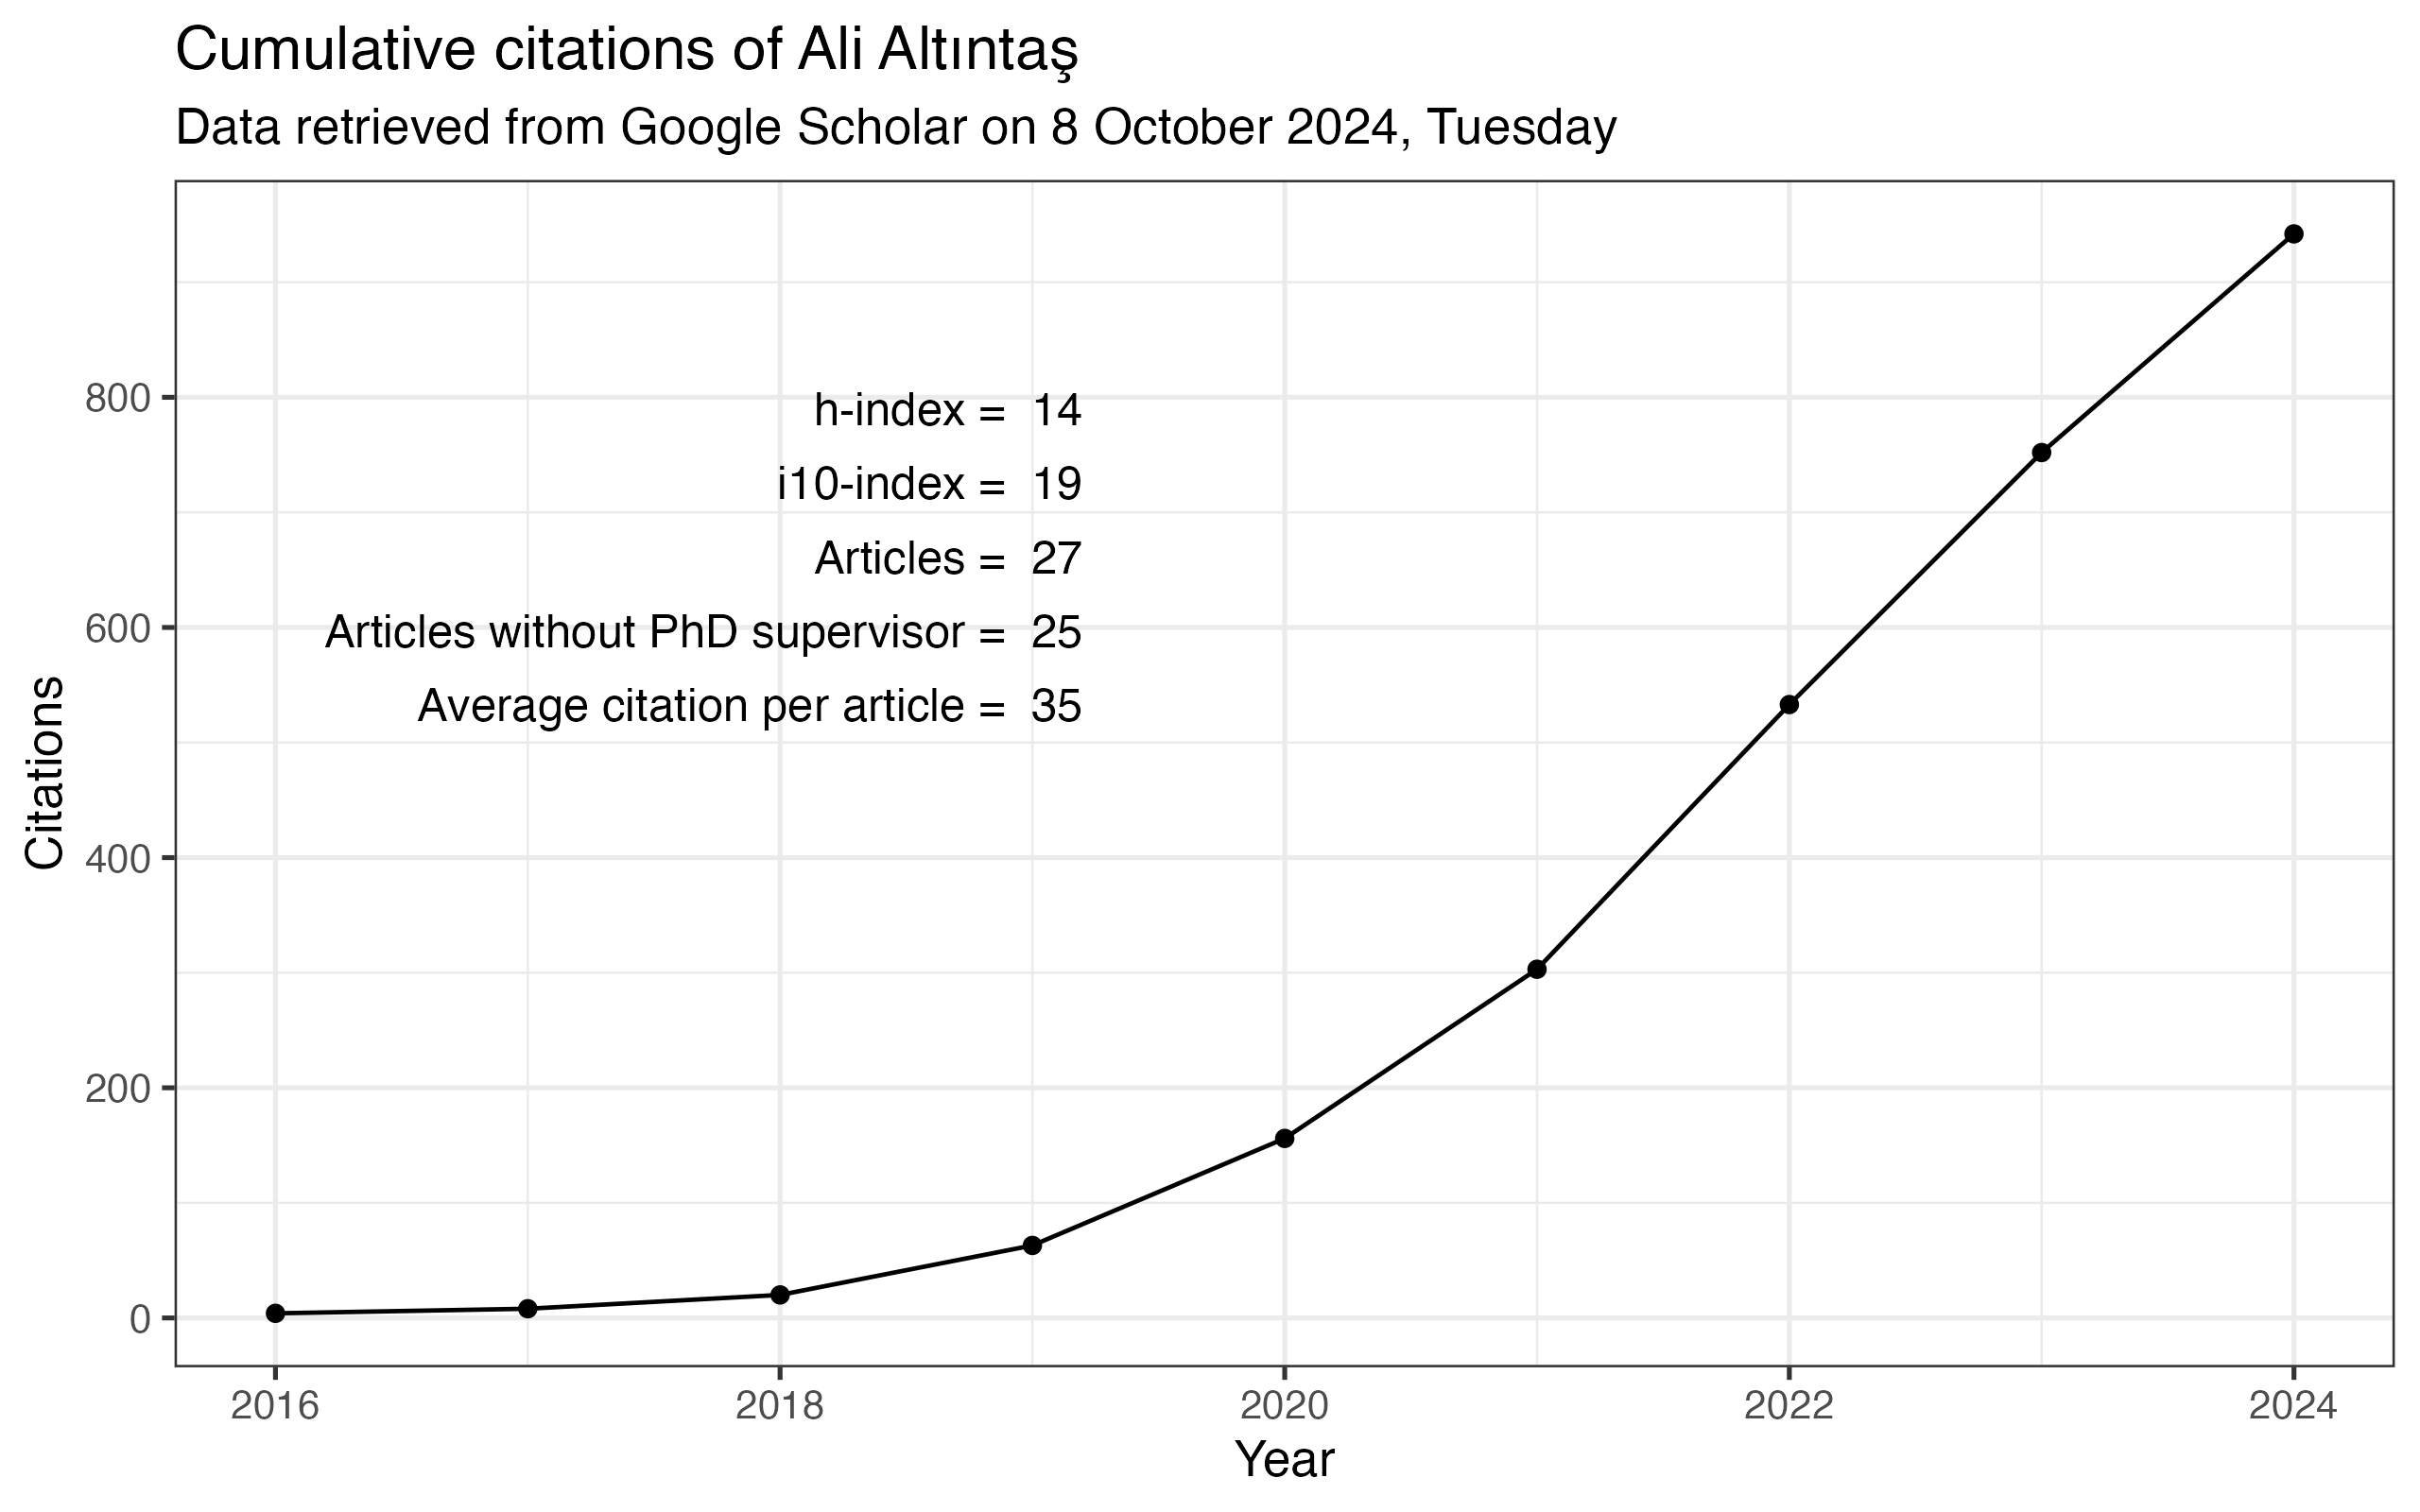 Cumulative citations of Ali Altıntaş
Data retrieved from Google Scholar on 8 October 2024, Tuesday
h-index = 14
i10-index = 19
Articles = 27
Articles without PhD supervisor = 25
Average citation per article = 35
Citations
800
600
400
200
0
2016 2018 2020 2022 2024
Year